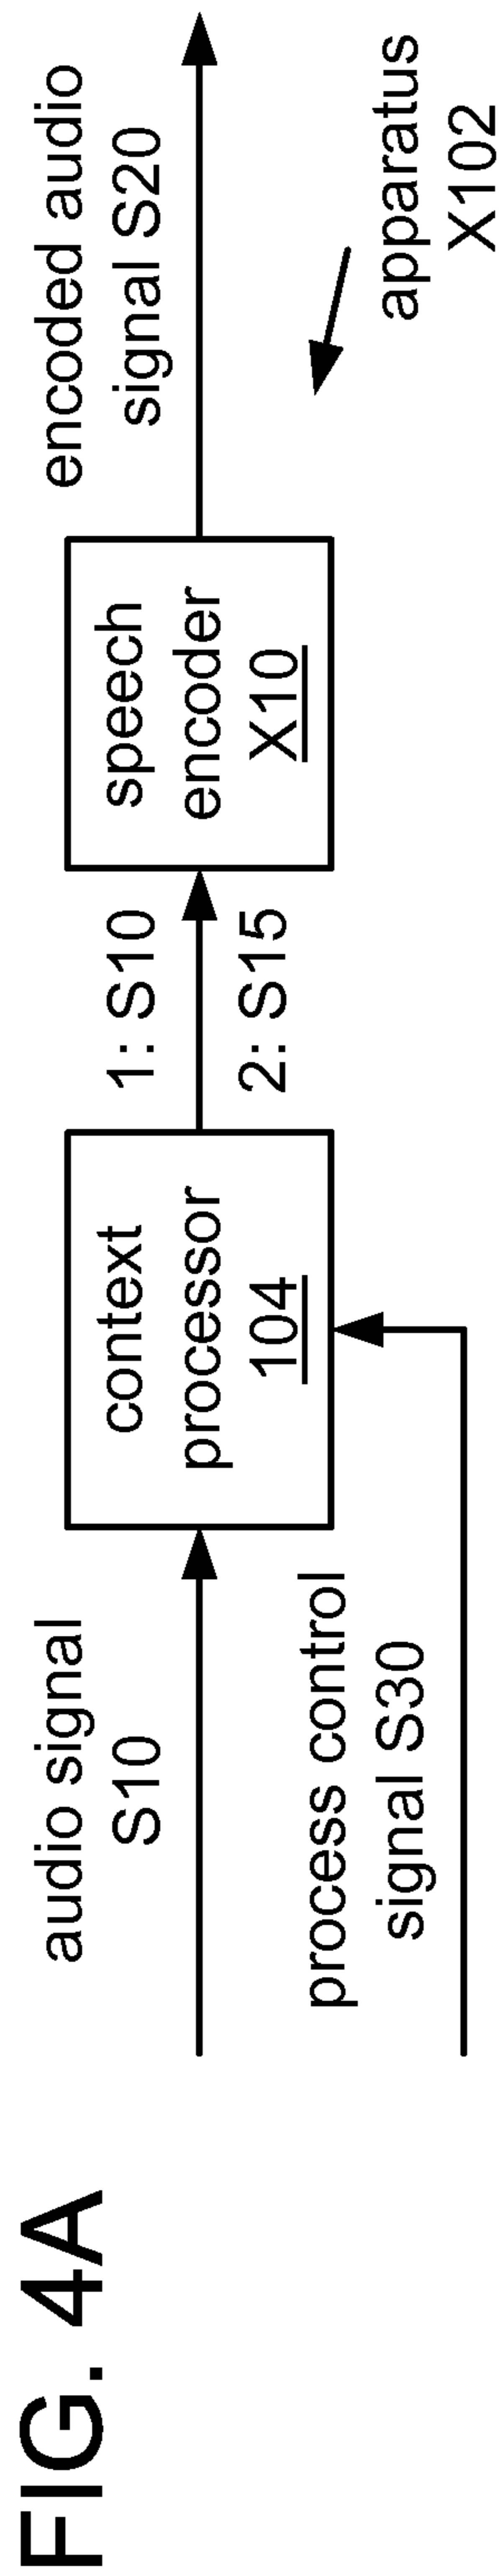 FIG. 4A
audio signal
S10
process control
signal S30
context
processor
104
1: S10
2: S15
speech
encoder
X10
encoded audio
signal S20
apparatus
X102